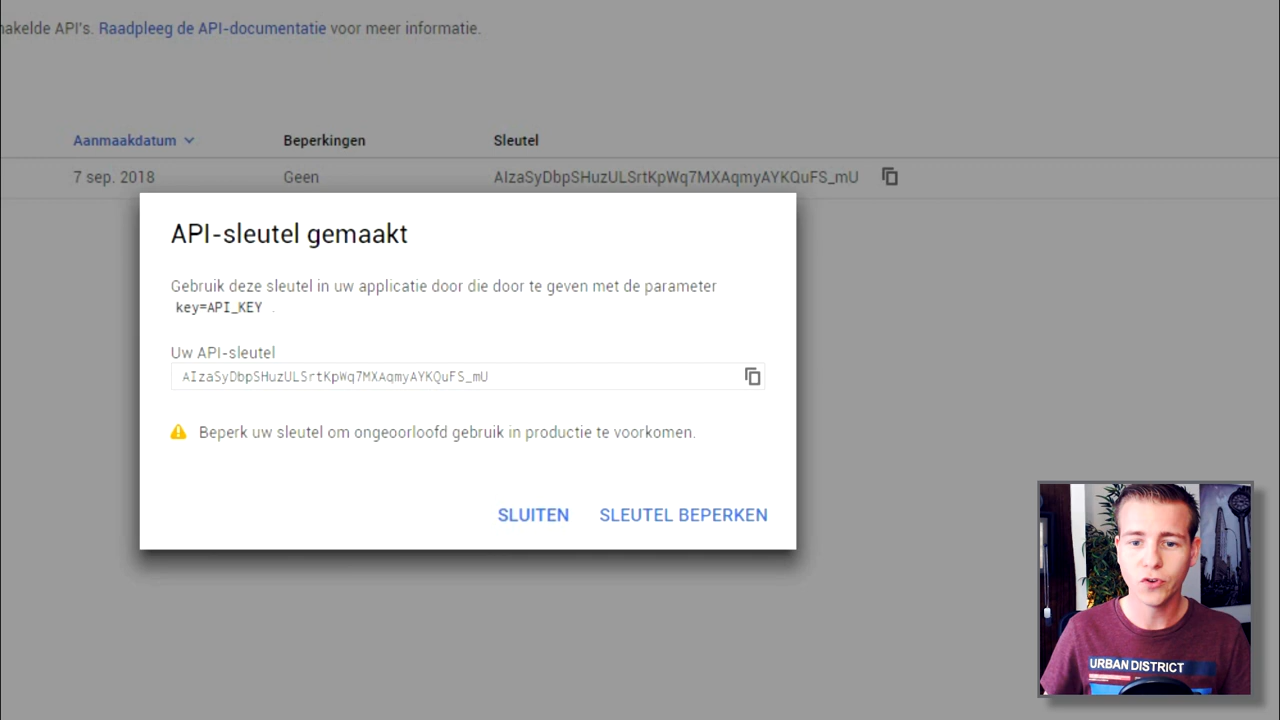 nakelde API's. Raadpleeg de API-documentatie voor meer informatie.
Aanmaakdatum Beperkingen Sleutel
7 sep. 2018 Geen AIzaSyDbpSHuzULSrtKpWq7MXAqmyAYKQuFS_mU
API-sleutel gemaakt
Gebruik deze sleutel in uw applicatie door die door te geven met de parameter
key=API_KEY .
Uw API-sleutel
AIzaSyDbpSHuzULSrtKpWq7MXAqmyAYKQuFS_mU
Beperk uw sleutel om ongeoorloofd gebruik in productie te voorkomen.
SLUITEN SLEUTEL BEPERKEN
URBAN DISTRICT